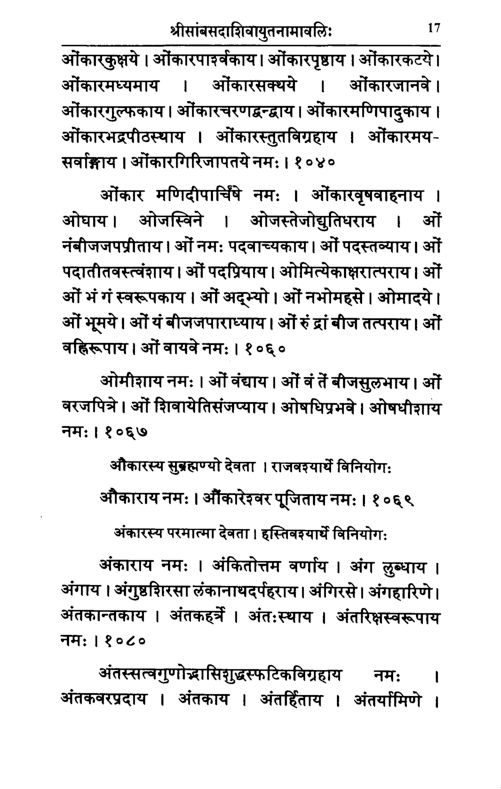 श्रीसांबसदाशिवायुतनामावलिः 17
ओंकारकुक्षये । ओंकारपार्श्वकाय । ओंकारपृष्ठाय । ओंकारकटये।
ओंकारमध्यमाय । ओंकारसक्थये । ओंकारजानवे।
ओंकारगुल्फकाय। ओंकारचरणद्वन्द्वाय । ओंकारमणिपादुकाय ।
ओंकारभद्रपीठस्थाय । ओंकारस्तुतविग्रहाय । ओंकारमय-
सर्वाङ्गाय । ओंकारगिरिजापतये नमः । १०४०
ओंकार मणिदीपार्चिषे नमः । ओंकारवृषवाहनाय ।
ओघाय। ओजस्विने । ओजस्तेजोद्युतिधराय । ओं
नंबीजजपप्रीताय। ओं नमः पदवाच्यकाय। ओं पदस्तव्याय। ओं
पदातीतवस्त्वंशाय। ओं पदप्रियाय। ओमित्येकाक्षरात्पराय। ओं
ओं भं गं स्वरूपकाय । ओं अद्भ्यो । ओं नभोमहसे । ओमादये।
ओं भूमये। ओं यं बीजजपाराध्याय। ओं रुं द्रां बीज तत्पराय। ओं
वह्निरूपाय। ओं वायवे नमः । १०६०
ओमीशाय नमः । ओं वंद्याय। ओं वं तें बीजसुलभाय। ओं
वरजपित्रे। ओं शिवायेतिसंजप्याय । ओषधिप्रभवे। ओषधीशाय
नमः। १०६७
औकारस्य सुब्रह्मण्यो देवता । राजवश्यार्थे विनियोगः
औकाराय नमः। औंकारेश्वर पूजिताय नमः। १०६९
अंकारस्य परमात्मा देवता। हस्तिवश्यार्थे विनियोगः
अंकाराय नमः । अंकितोत्तम वर्णाय । अंग लुब्धाय ।
अंगाय । अंगुष्ठशिरसा लंकानाथदर्पहराय। अंगिरसे। अंगहारिणे।
अंतकान्तकाय । अंतकहर्त्रे । अंतःस्थाय । अंतरिक्षस्वरूपाय
नमः। १०८०
अंतस्सत्वगुणोद्भासिशुद्धस्फटिकविग्रहाय नमः ।
अंतकवरप्रदाय । अंतकाय । अंतर्हिताय । अंतर्यामिणे ।